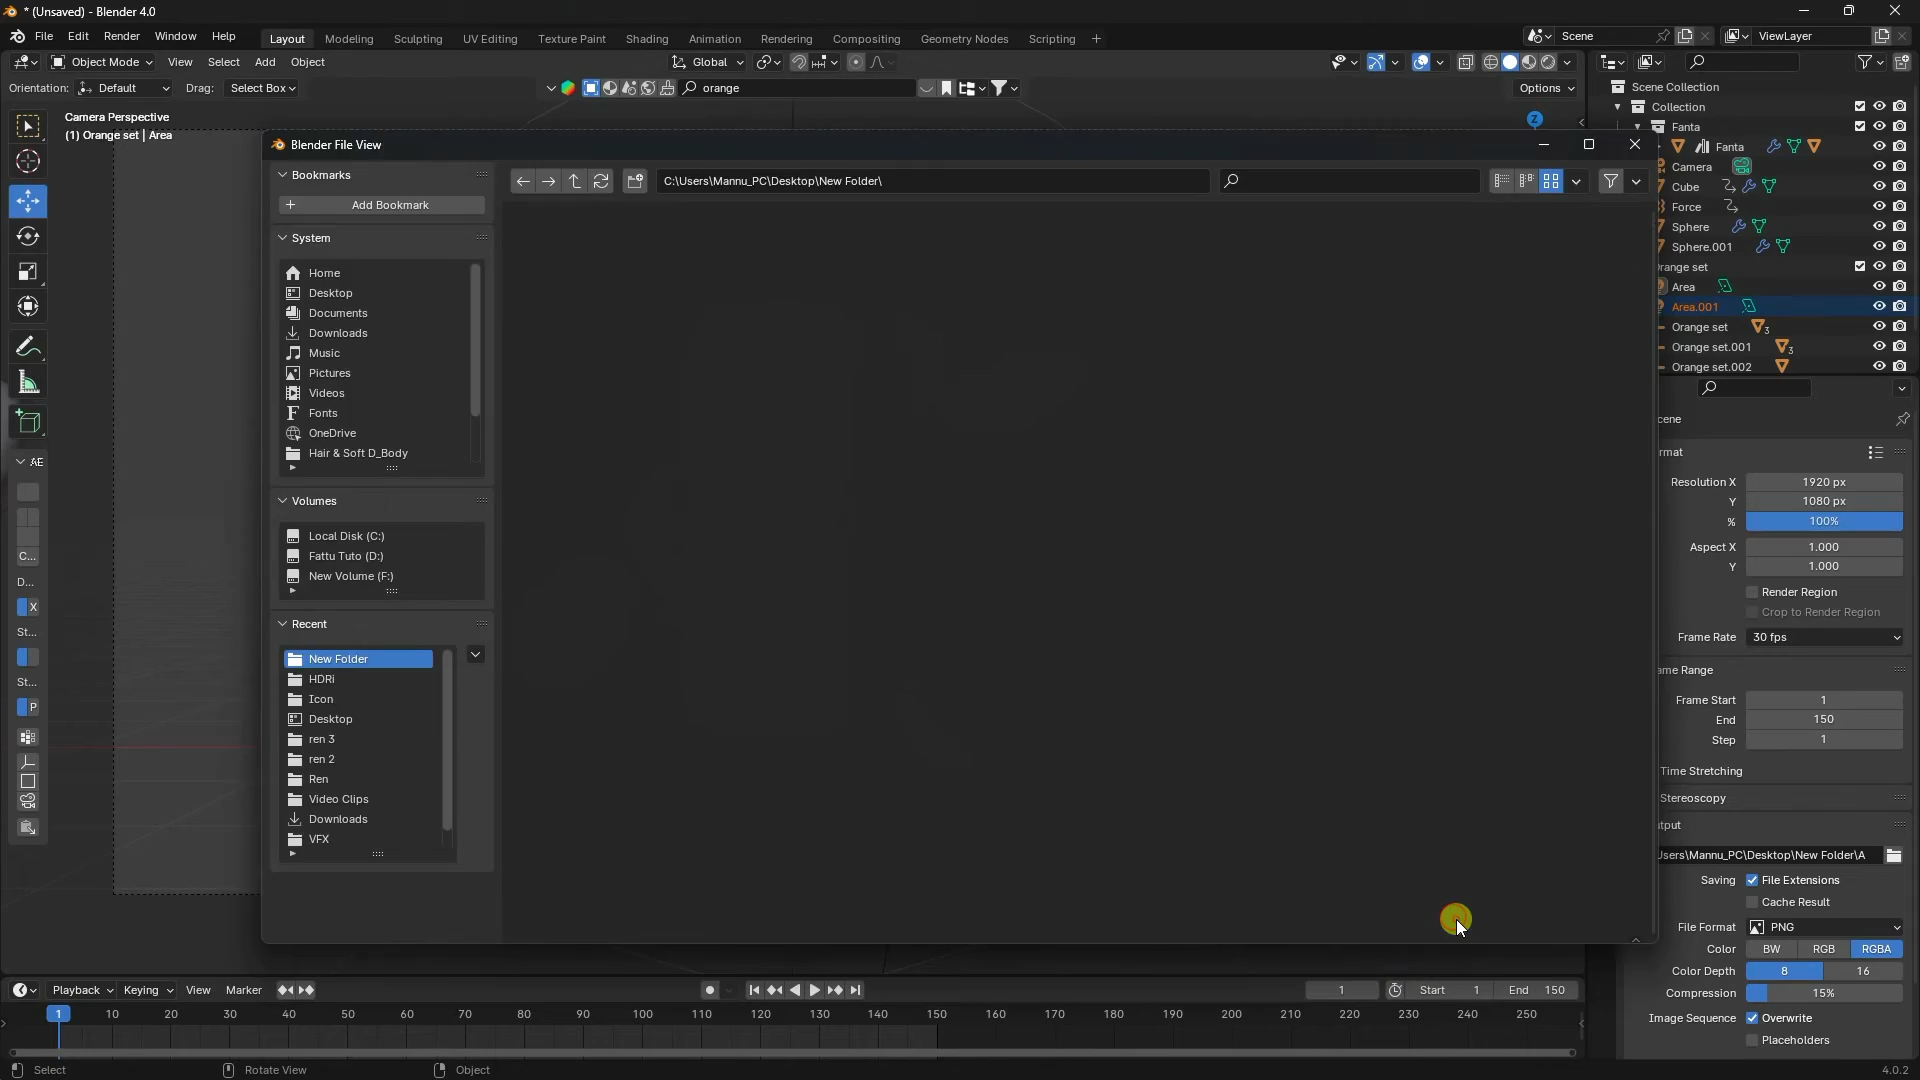 * (Unsaved) - Blender 4.0
File Edit Render Window Help Layout Modeling Sculpting UV Editing Texture Paint Shading Animation Rendering Compositing Geometry Nodes Scripting + Scene ViewLayer
Object Mode View Select Add Object Global
Orientation: Default Drag: Select Box orange Options
Camera Perspective
(1) Orange set | Area
Z
Scene Collection
Collection
Fanta
Fanta
Camera
Cube
Force
Sphere
Sphere.001
range set
Area
Area.001
Orange set
3
Orange set.001
3
Orange set.002
Blender File View
Bookmarks
Add Bookmark
C:\Users\Mannu_PC\Desktop\New Folder\
System
Home
Desktop
Documents
Downloads
Music
Pictures
Videos
Fonts
OneDrive
Hair & Soft D_Body
Volumes
Local Disk (C:)
Fattu Tuto (D:)
New Volume (F:)
Recent
New Folder
HDRi
Icon
Desktop
ren 3
ren 2
Ren
Video Clips
Downloads
VFX
AE
C...
D...
X
St...
St...
P
cene
rmat
Resolution X 1920 px
Y 1080 px
% 100%
Aspect X 1.000
Y 1.000
Render Region
Crop to Render Region
Frame Rate 30 fps
ame Range
Frame Start 1
End 150
Step 1
Time Stretching
Stereoscopy
tput
Jsers\Mannu_PC\Desktop\New Folder\A
Saving File Extensions
Cache Result
File Format PNG
Color BW RGB RGBA
Color Depth 8 16
Compression 15%
Image Sequence Overwrite
Placeholders
Playback Keying View Marker 1 Start 1 End 150
1 10 20 30 40 50 60 70 80 90 100 110 120 130 140 150 160 170 180 190 200 210 220 230 240 250
Select Rotate View Object 4.0.2